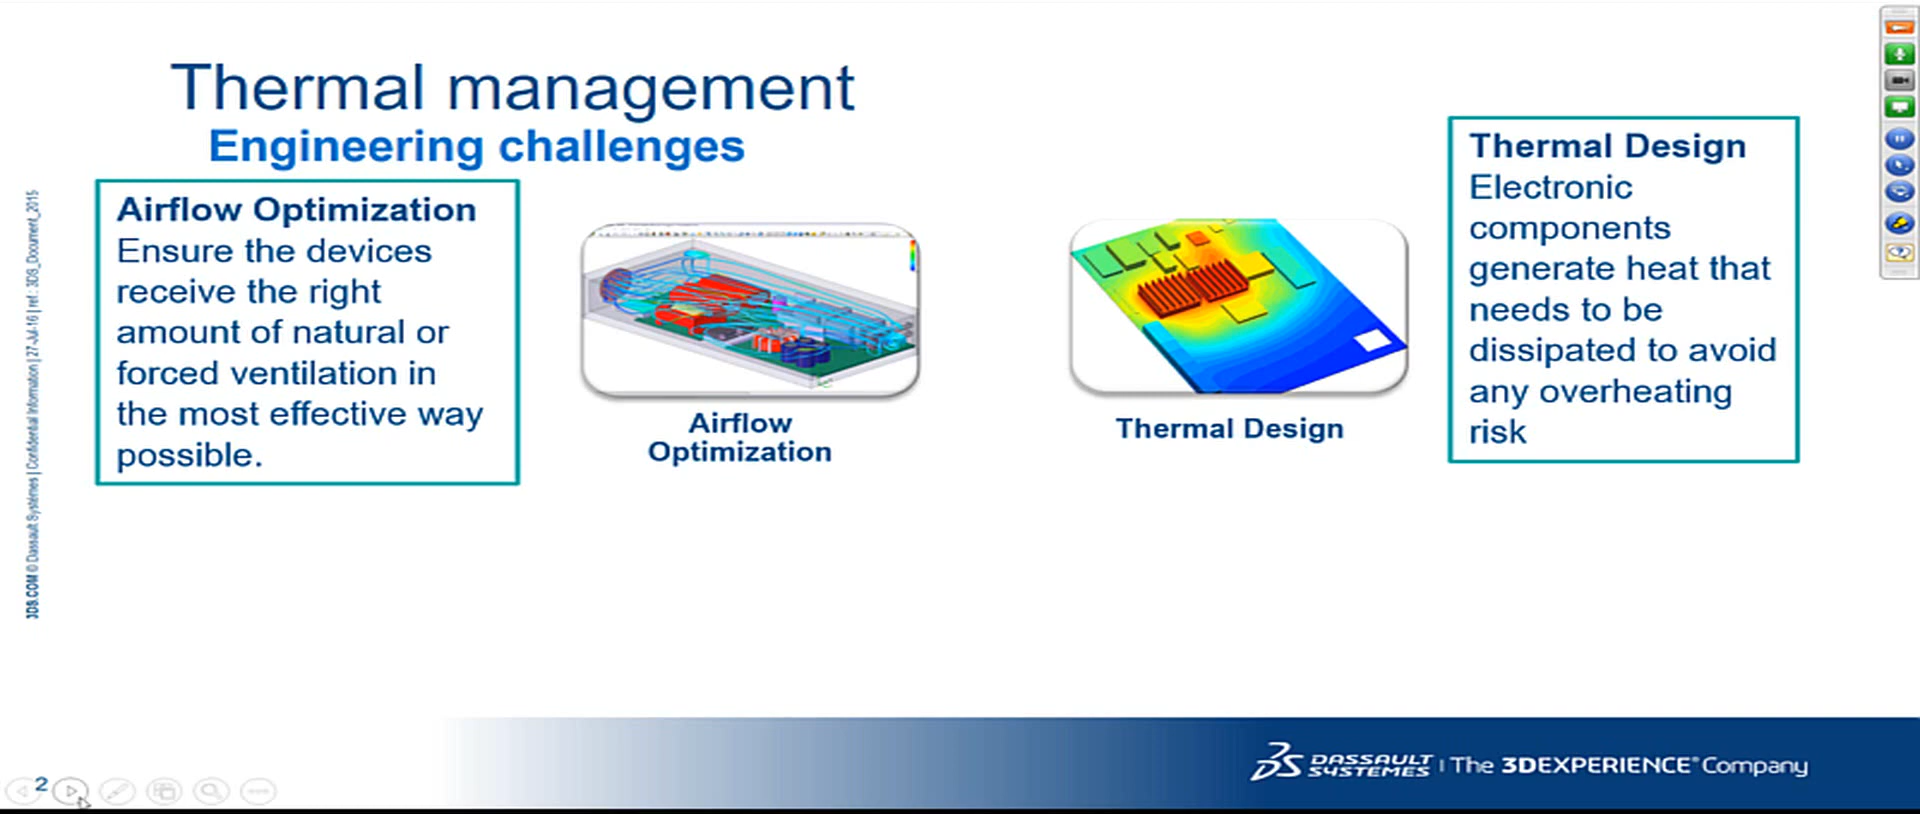 Thermal management
Engineering challenges
Airflow Optimization
Ensure the devices
receive the right
amount of natural or
forced ventilation in
the most effective way
possible.
Airflow
Optimization
Thermal Design
Thermal Design
Electronic
components
generate heat that
needs to be
dissipated to avoid
any overheating
risk
3DS.COM © Dassault Systèmes | Confidential Information | 27-Jul-16 | ref.: 3DS_Document_2015
2
DASSAULT
SYSTEMES | The 3DEXPERIENCE® Company